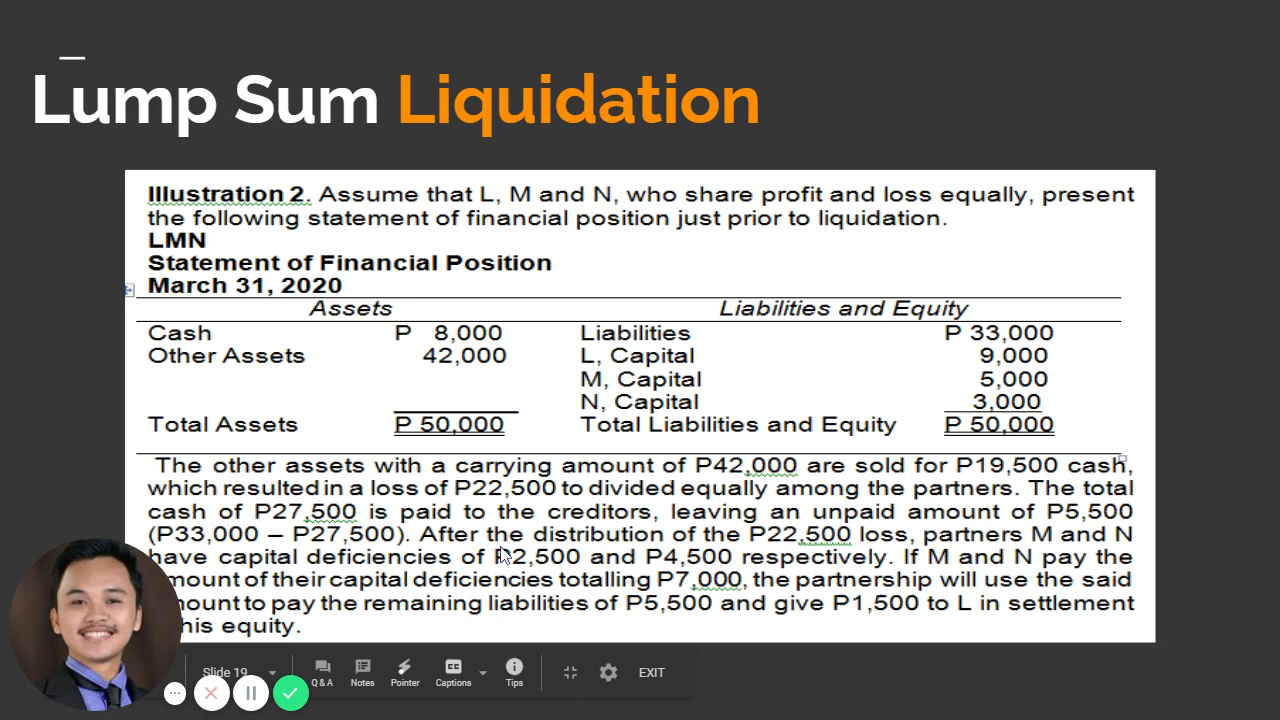 Lump Sum Liquidation
Illustration 2. Assume that L, M and N, who share profit and loss equally, present
the following statement of financial position just prior to liquidation.
LMN
Statement of Financial Position
March 31, 2020
Assets Liabilities and Equity
Cash P 8,000 Liabilities P 33,000
Other Assets 42,000 L, Capital 9,000
M, Capital 5,000
N, Capital 3,000
Total Assets P 50,000 Total Liabilities and Equity P 50,000
The other assets with a carrying amount of P42,000 are sold for P19,500 cash,
which resulted in a loss of P22,500 to divided equally among the partners. The total
cash of P27,500 is paid to the creditors, leaving an unpaid amount of P5,500
(P33,000 – P27,500). After the distribution of the P22,500 loss, partners M and N
have capital deficiencies of P2,500 and P4,500 respectively. If M and N pay the
mount of their capital deficiencies totalling P7,000, the partnership will use the said
mount to pay the remaining liabilities of P5,500 and give P1,500 to L in settlement
his equity.
Slide 19 Q & A Notes Pointer Captions Tips EXIT